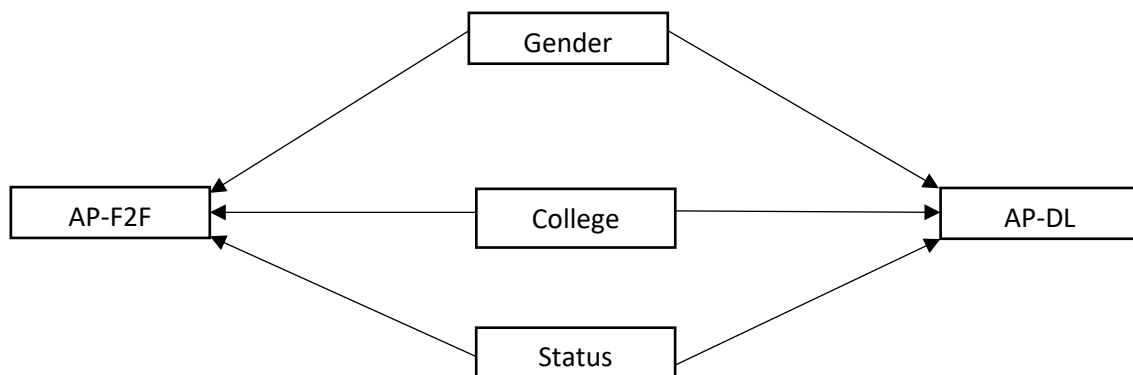 Gender
AP-F2F
College
AP-DL
Status